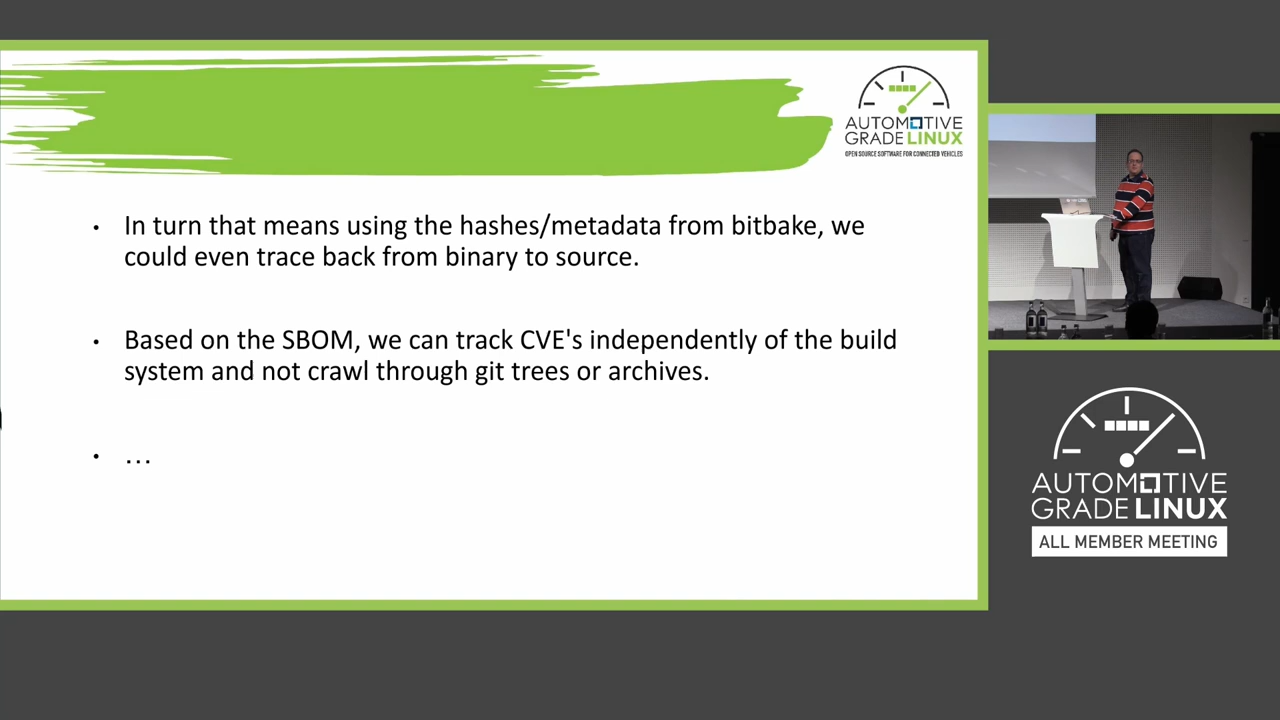 AUTOMOTIVE
GRADE LINUX
OPEN SOURCE SOFTWARE FOR CONNECTED VEHICLES
• In turn that means using the hashes/metadata from bitbake, we
could even trace back from binary to source.
• Based on the SBOM, we can track CVE's independently of the build
system and not crawl through git trees or archives.
• …
AUTOMOTIVE
GRADE LINUX
ALL MEMBER MEETING